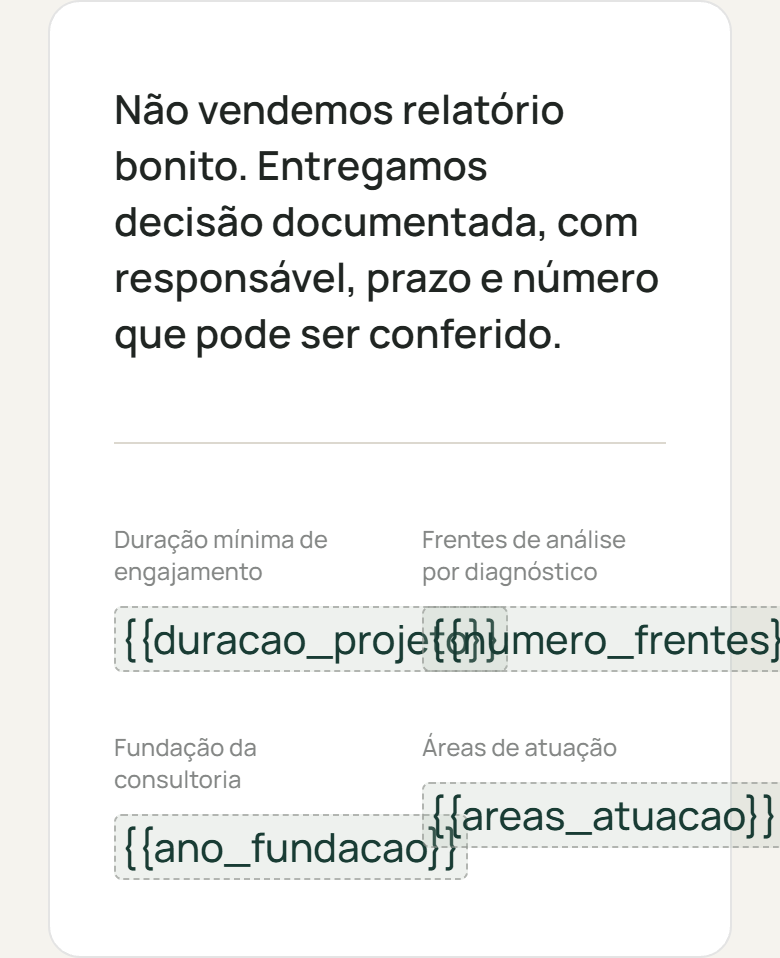 Não vendemos relatório
bonito. Entregamos
decisão documentada, com
responsável, prazo e número
que pode ser conferido.
Duração mínima de
engajamento
{{duracao_projeto}}
Frentes de análise
por diagnóstico
{{numero_frentes}
Fundação da
consultoria
{{ano_fundacao}}
Áreas de atuação
{{areas_atuacao}}